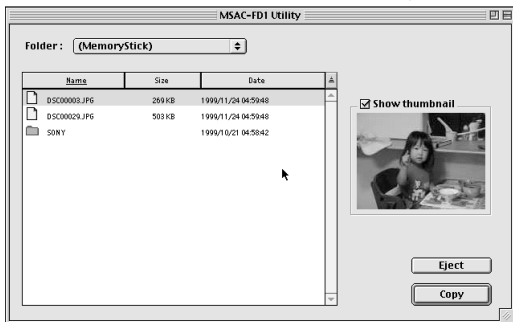 MSAC-FD1 Utility
Folder : (MemoryStick)
Name Size Date
DSC00003.JPG 269 KB 1999/11/24 04:59:48
DSC00029.JPG 503 KB 1999/11/24 04:59:48
SONY 1999/10/21 04:58:42
Show thumbnail
Eject
Copy